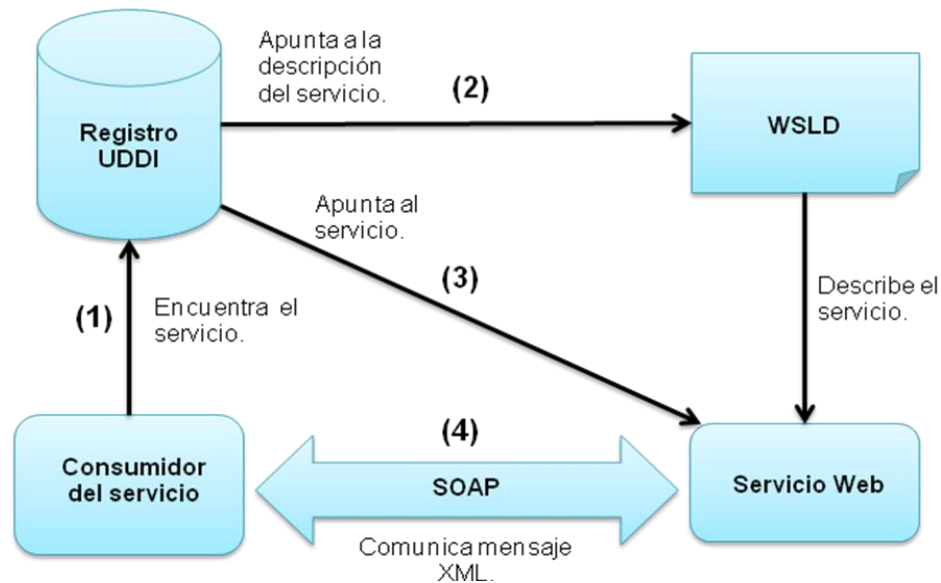 Apunta a la
descripción
del servicio.
(2)
Registro
UDDI
WSLD
Apunta al
servicio.
(3)
Describe el
servicio.
(1)
Encuentra el
servicio.
(4)
Consumidor
del servicio
SOAP
Servicio Web
Comunica mensaje
XML.